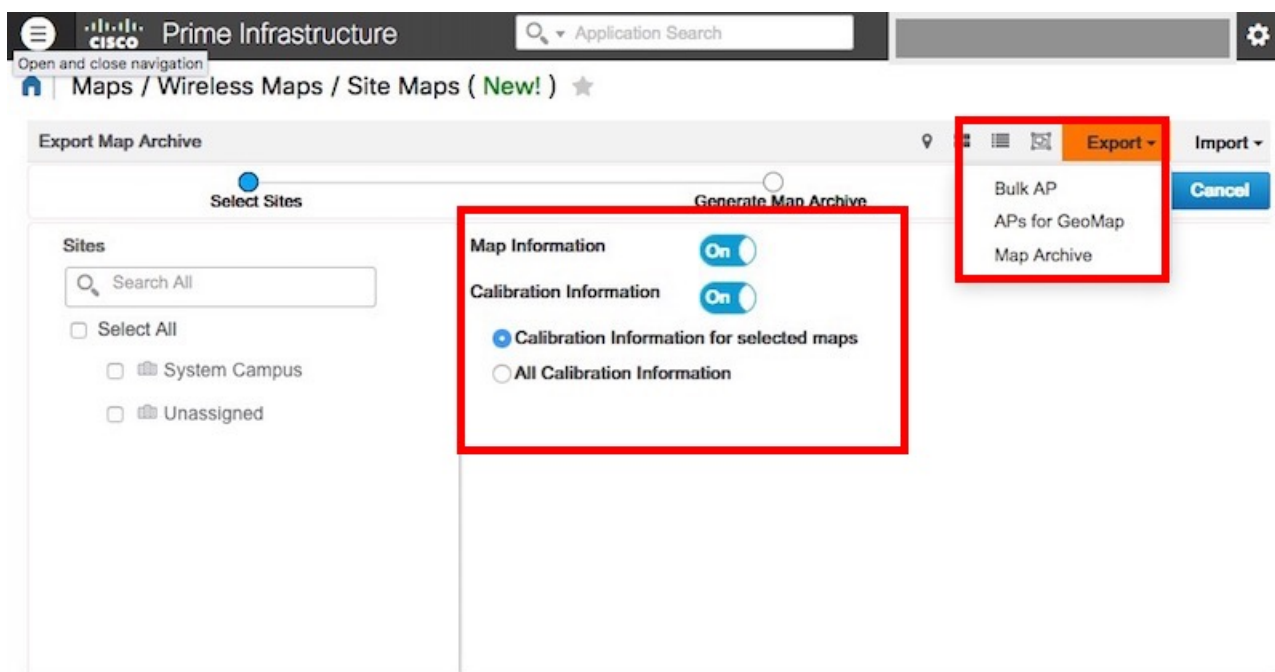 CISCO Prime Infrastructure Application Search
Open and close navigation
Maps / Wireless Maps / Site Maps ( New! )
Export Map Archive Export Import
Select Sites Generate Map Archive Cancel
Bulk AP
APs for GeoMap
Map Archive
Sites
Search All
Select All
System Campus
Unassigned
Map Information On
Calibration Information On
Calibration Information for selected maps
All Calibration Information